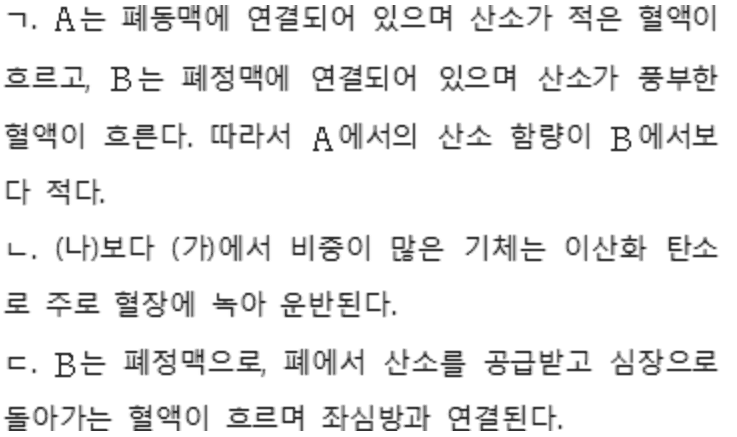 ㄱ. A는 폐동맥에 연결되어 있으며 산소가 적은 혈액이
흐르고, B는 폐정맥에 연결되어 있으며 산소가 풍부한
혈액이 흐른다. 따라서 A에서의 산소 함량이 B에서보
다 적다.
ㄴ. (나)보다 (가)에서 비중이 많은 기체는 이산화 탄소
로 주로 혈장에 녹아 운반된다.
ㄷ. B는 폐정맥으로, 폐에서 산소를 공급받고 심장으로
돌아가는 혈액이 흐르며 좌심방과 연결된다.